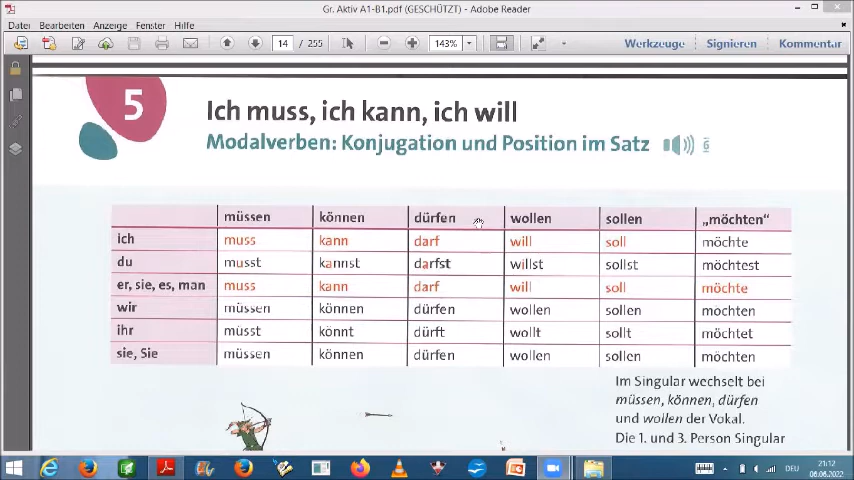 Gr. Aktiv A1-B1.pdf (GESCHÜTZT) - Adobe Reader
Datei Bearbeiten Anzeige Fenster Hilfe
14 / 255 143% Werkzeuge Signieren Kommentar
5
Ich muss, ich kann, ich will
Modalverben: Konjugation und Position im Satz
6
müssen können dürfen wollen sollen „möchten“
ich muss kann darf will soll möchte
du musst kannst darfst willst sollst möchtest
er, sie, es, man muss kann darf will soll möchte
wir müssen können dürfen wollen sollen möchten
ihr müsst könnt dürft wollt sollt möchtet
sie, Sie müssen können dürfen wollen sollen möchten
Im Singular wechselt bei
müssen, können, dürfen
und wollen der Vokal.
Die 1. und 3. Person Singular
DEU 21:12
06.06.2022